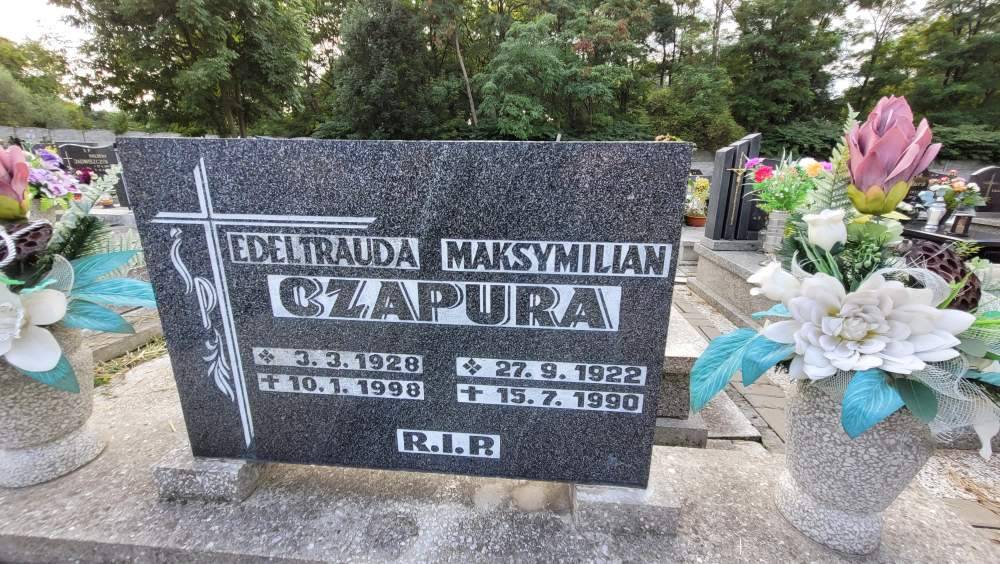 EDELTRAUDA MAKSYMILIAN
CZAPURA
3.3.1928 27.9.1922
10.1.1998 15.7.1990
R.I.P.